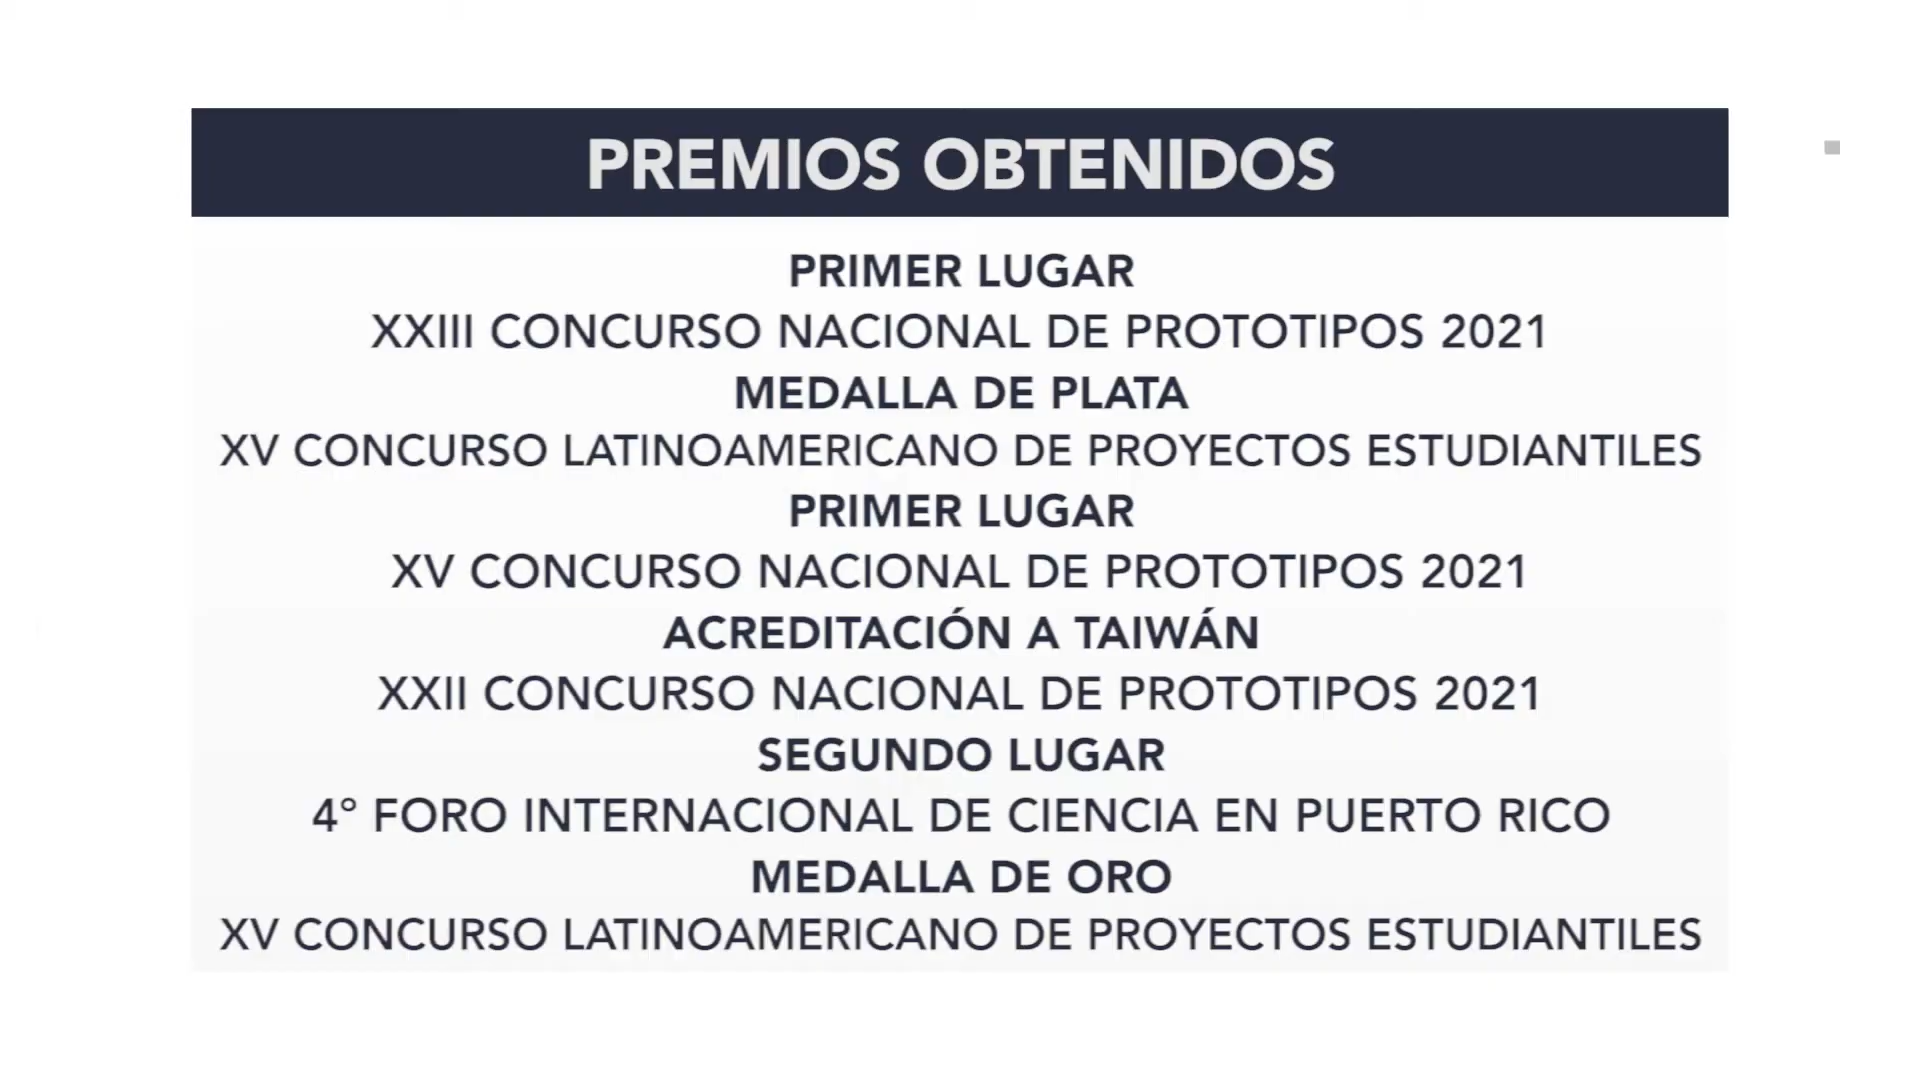 PREMIOS OBTENIDOS
PRIMER LUGAR
XXIII CONCURSO NACIONAL DE PROTOTIPOS 2021
MEDALLA DE PLATA
XV CONCURSO LATINOAMERICANO DE PROYECTOS ESTUDIANTILES
PRIMER LUGAR
XV CONCURSO NACIONAL DE PROTOTIPOS 2021
ACREDITACIÓN A TAIWÁN
XXII CONCURSO NACIONAL DE PROTOTIPOS 2021
SEGUNDO LUGAR
4° FORO INTERNACIONAL DE CIENCIA EN PUERTO RICO
MEDALLA DE ORO
XV CONCURSO LATINOAMERICANO DE PROYECTOS ESTUDIANTILES